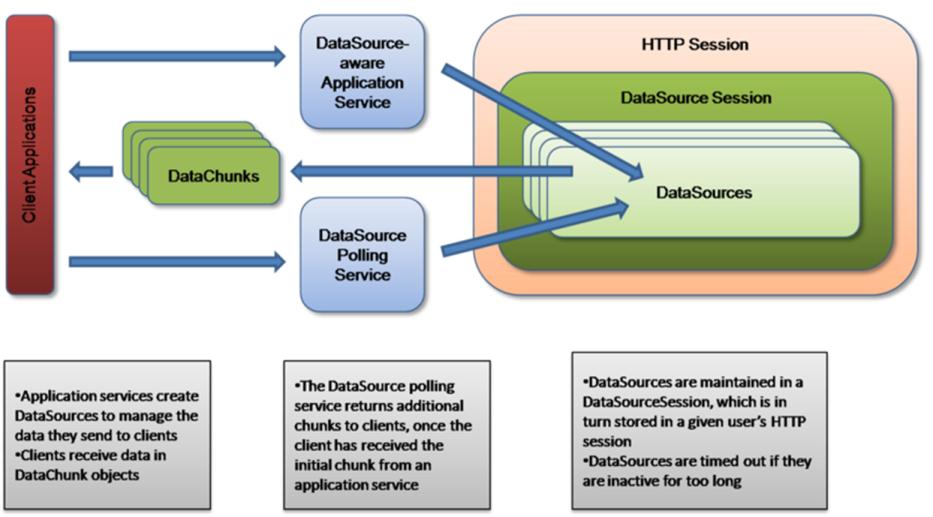 Client Applications
DataSource-
aware
Application
Service
HTTP Session
DataSource Session
DataChunks
DataSources
DataSource
Polling
Service
•Application services create
DataSources to manage the
data they send to clients
•Clients receive data in
DataChunk objects
•The DataSource polling
service returns additional
chunks to clients, once the
client has received the
initial chunk from an
application service
•DataSources are maintained in a
DataSourceSession, which is in
turn stored in a given user's HTTP
session
•DataSources are timed out if they
are inactive for too long